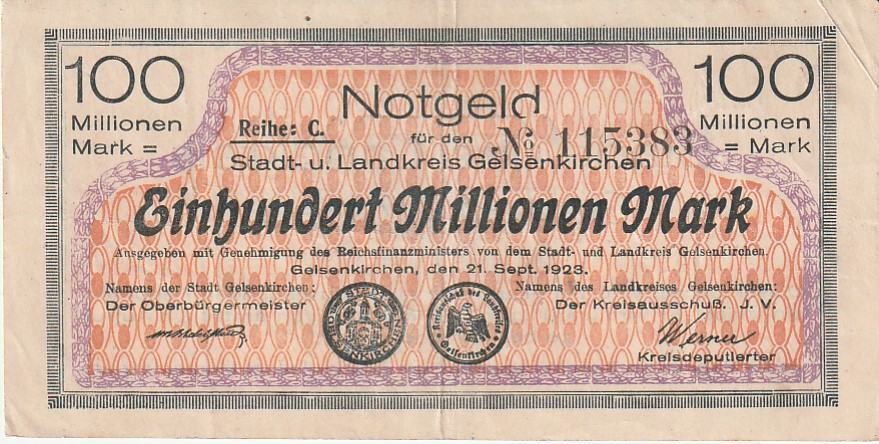 100
Millionen
Mark =
100
Millionen
= Mark
Notgeld
Reihe: C.
für den
№ 115383
Stadt- u. Landkreis Gelsenkirchen
Einhundert Millionen Mark
Ausgegeben mit Genehmigung des Reichsfinanzministers von dem Stadt- und Landkreis Gelsenkirchen.
Gelsenkirchen, den 21. Sept. 1923.
Namens der Stadt Gelsenkirchen:
Der Oberbürgermeister
Namens des Landkreises Gelsenkirchen:
Der Kreisausschuß. J. V.
Werner
Kreisdeputierter